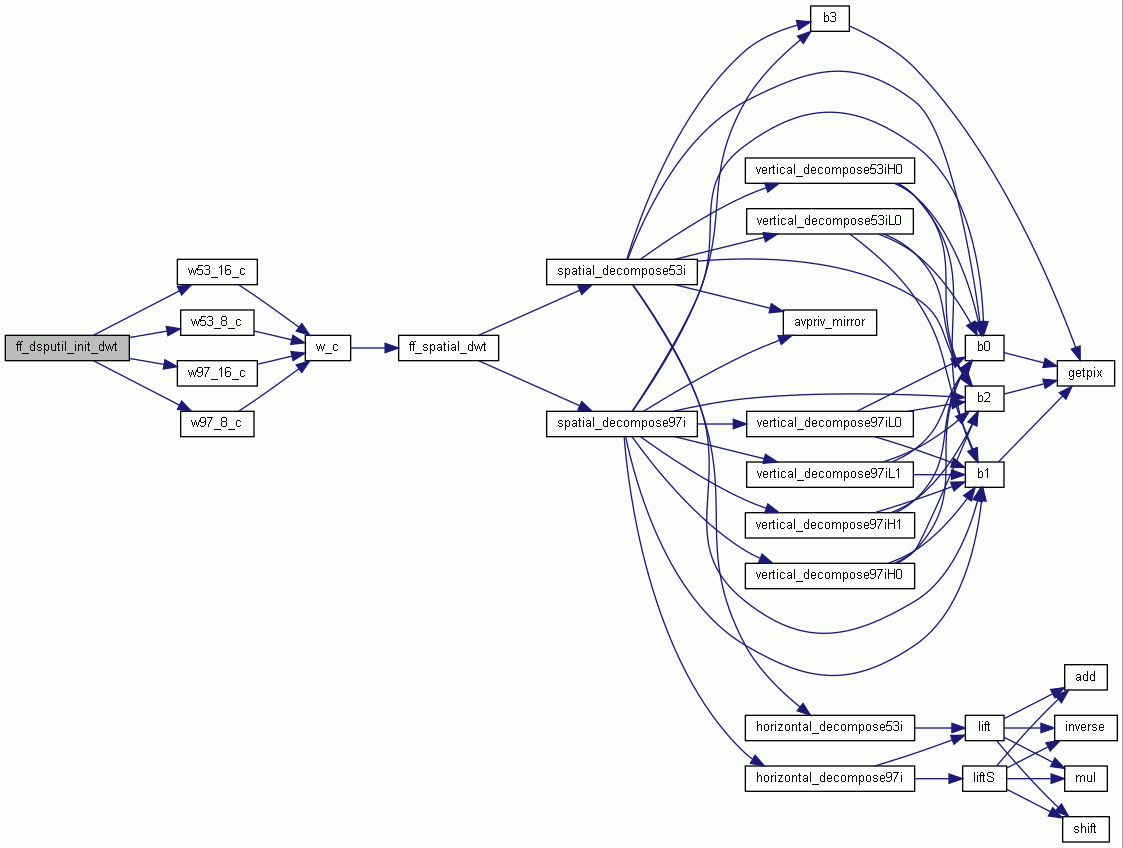 b3
vertical_decompose53iH0
vertical_decompose53iL0
w53_16_c
spatial_decompose53i
w53_8_c
avpriv_mirror
ff_dsputil_init_dwt
w_c
ff_spatial_dwt
b0
w97_16_c
getpix
b2
w97_8_c
spatial_decompose97i
vertical_decompose97iL0
vertical_decompose97iL1
b1
vertical_decompose97iH1
vertical_decompose97iH0
add
horizontal_decompose53i
lift
inverse
horizontal_decompose97i
liftS
mul
shift